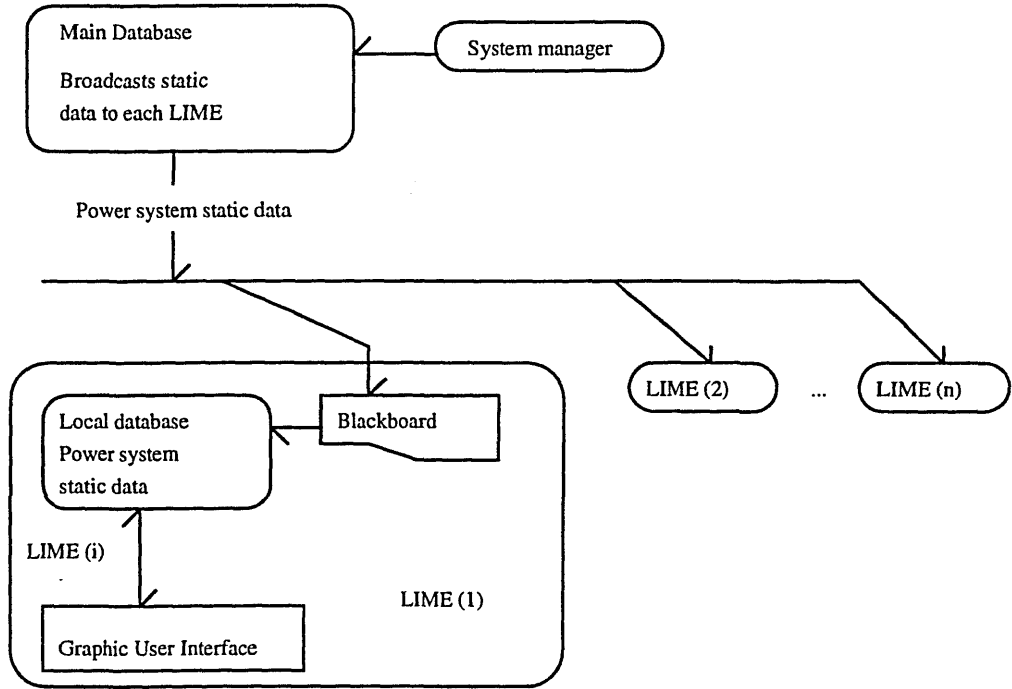 Main Database
System manager
Broadcasts static
data to each LIME
Power system static data
LIME (2)
...
LIME (n)
Local database
Power system
static data
Blackboard
LIME (i)
LIME (1)
Graphic User Interface